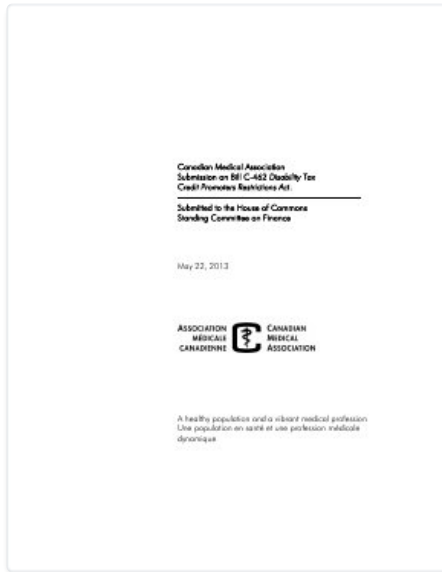 Canadian Medical Association
Submission on Bill C-462 Disability Tax
Credit Promoters Restrictions Act.
Submitted to the House of Commons
Standing Committee on Finance
May 22, 2013
ASSOCIATION
MÉDICALE
CANADIENNE
CANADIAN
MEDICAL
ASSOCIATION
A healthy population and a vibrant medical profession
Une population en santé et une profession médicale
dynamique